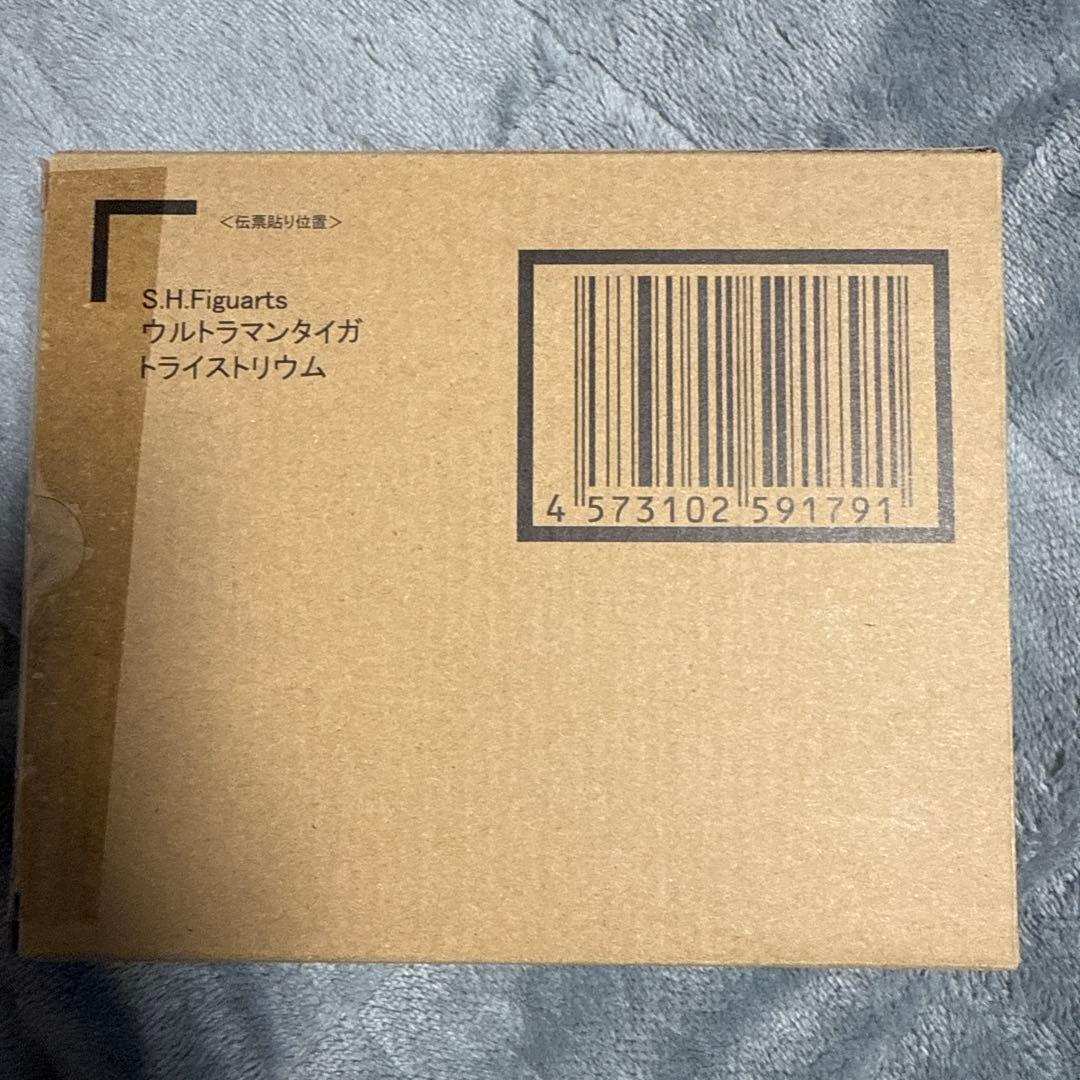 ＜伝票貼り位置＞
S.H.Figuarts
ウルトラマンタイガ
トライストリウム
4 573102 591791